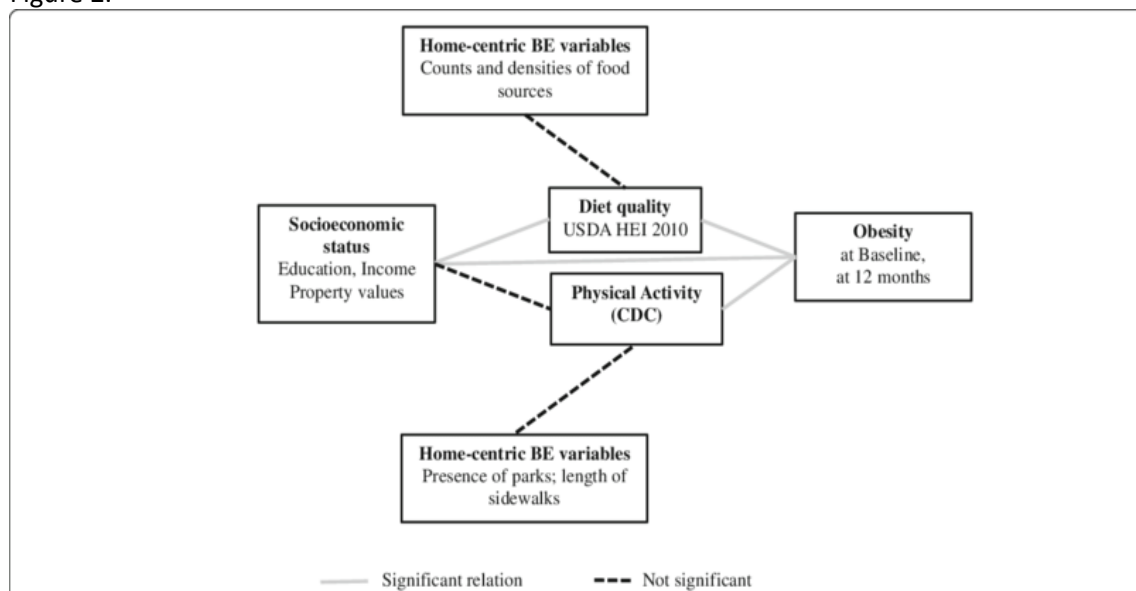 Home-centric BE variables
Counts and densities of food
sources
Diet quality
USDA HEI 2010
Socioeconomic
status
Education, Income
Property values
Obesity
at Baseline,
at 12 months
Physical Activity
(CDC)
Home-centric BE variables
Presence of parks; length of
sidewalks
Significant relation
Not significant